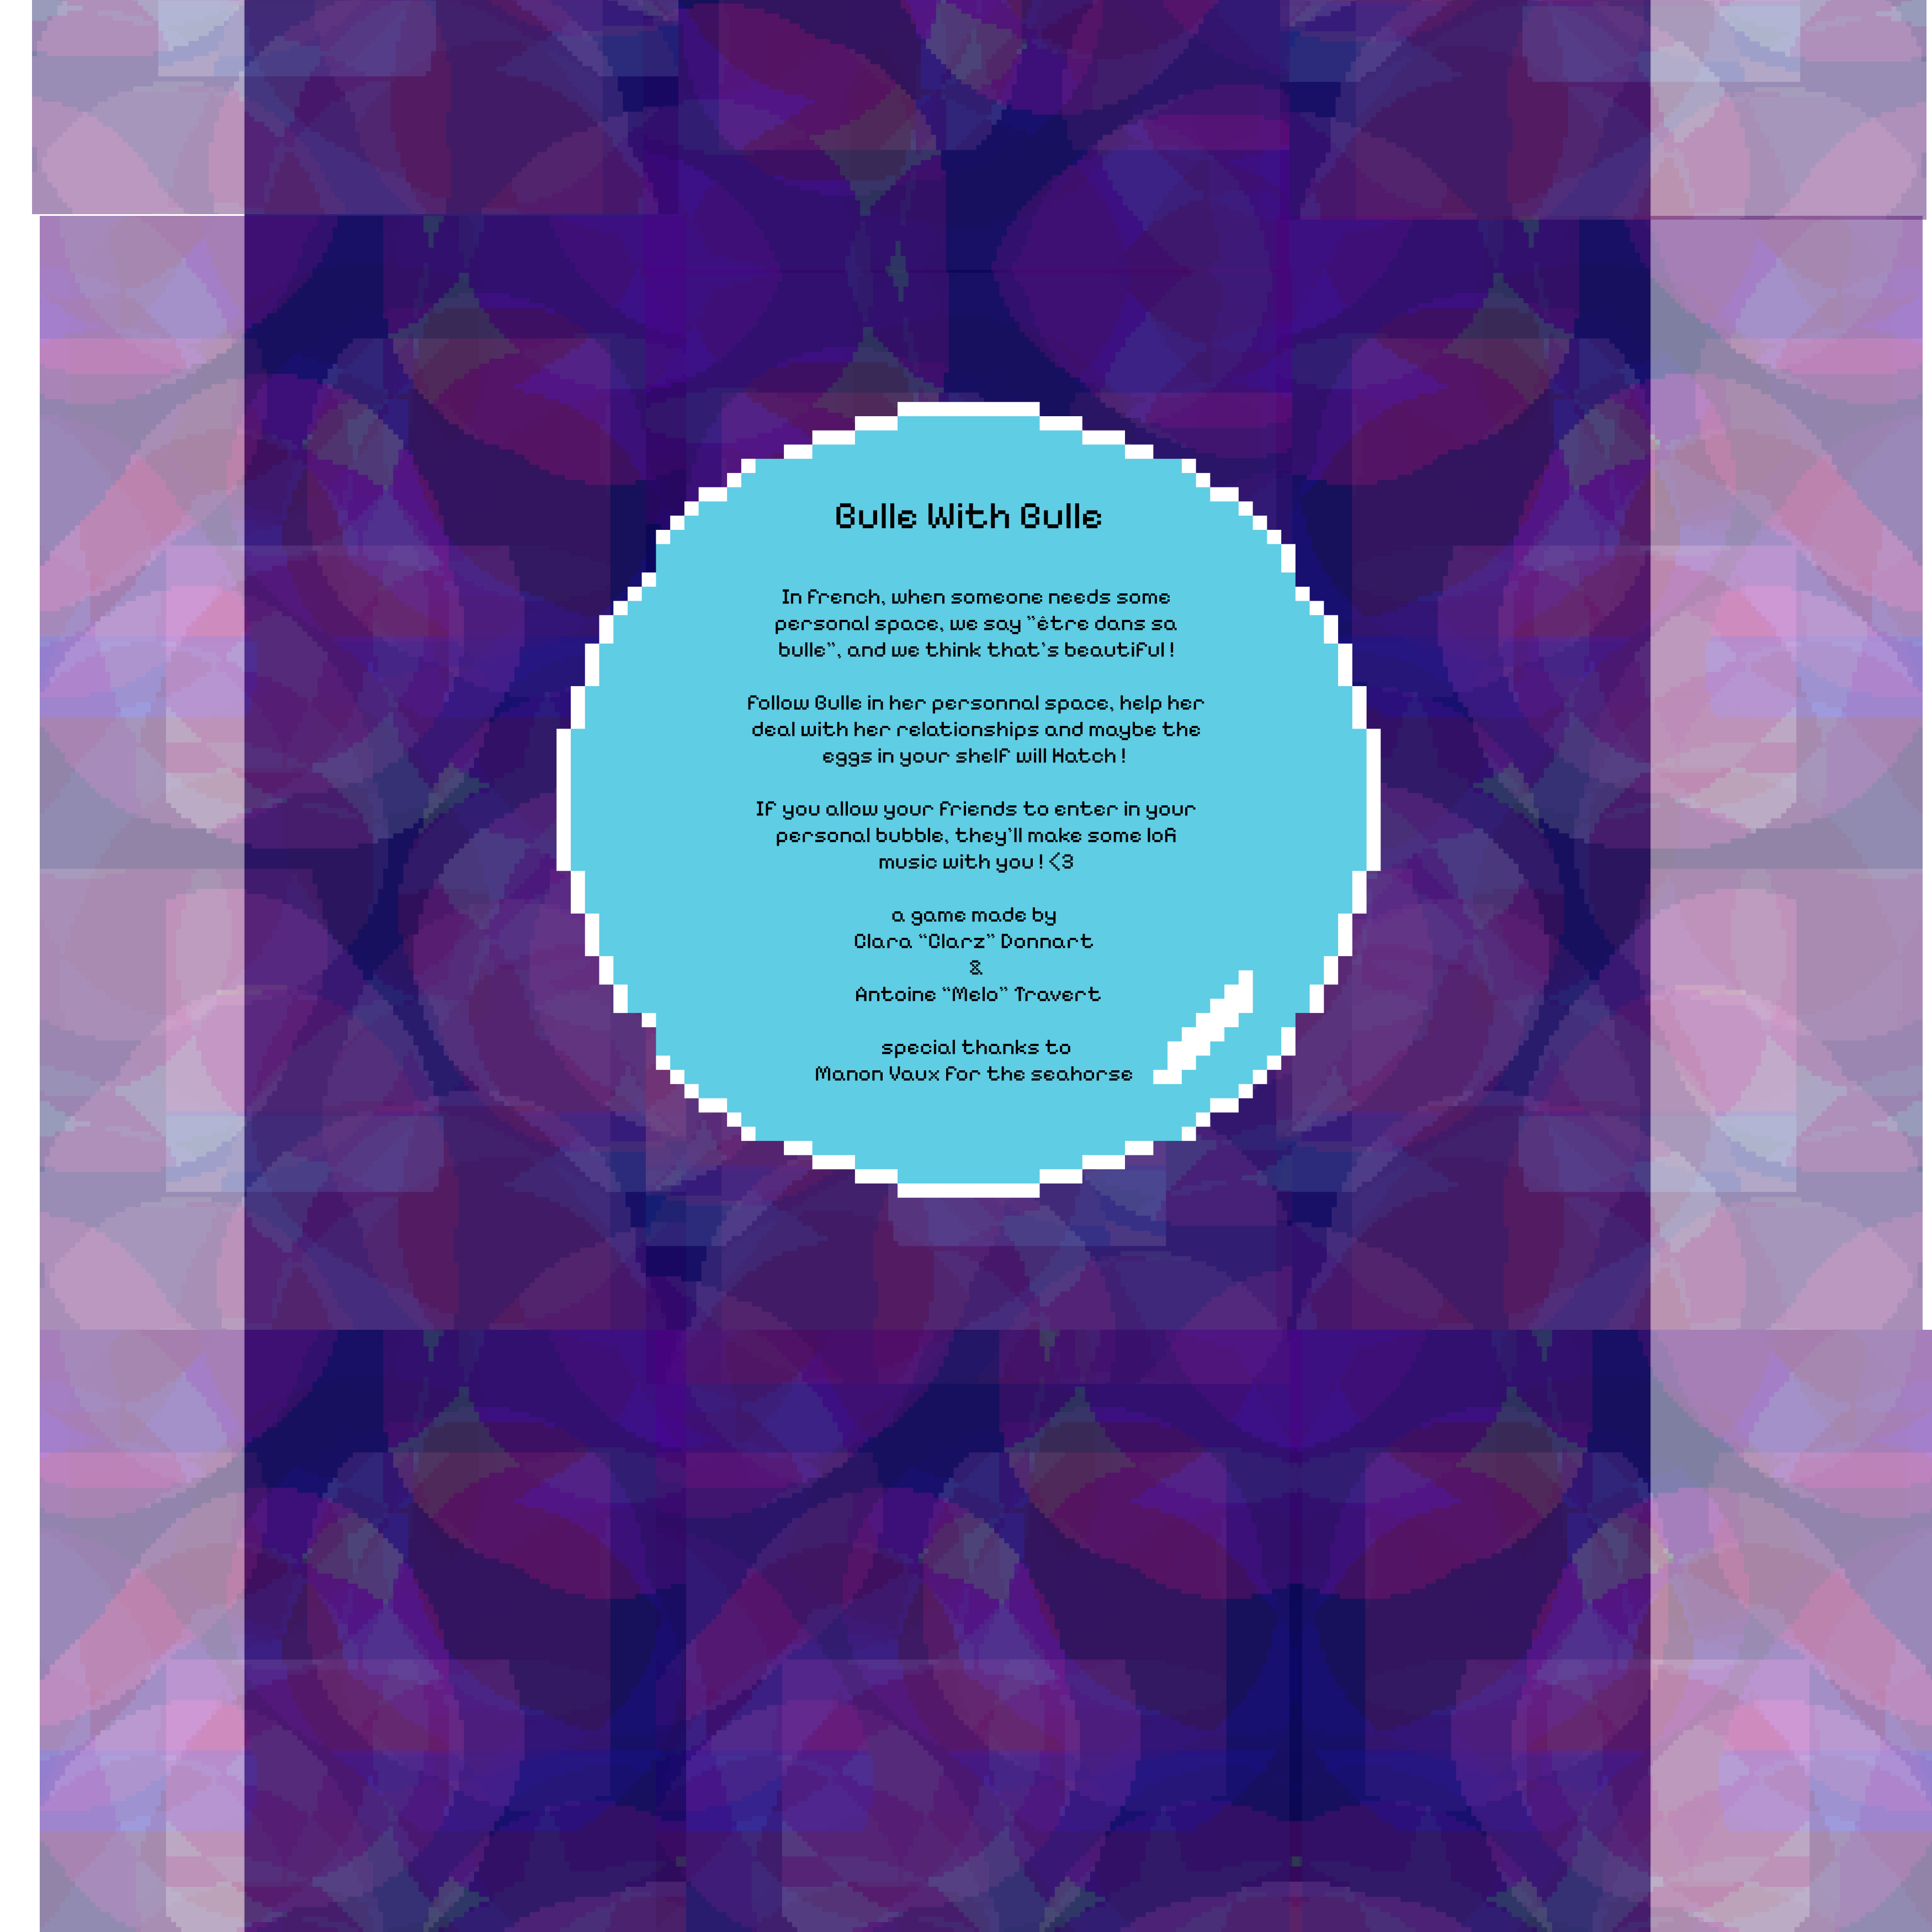 Bulle With Bulle
In French, when someone needs some
personal space, we say "être dans sa
bulle", and we think that's beautiful !
Follow Bulle in her personnal space, help her
deal with her relationships and maybe the
eggs in your shelf will Hatch !
If you allow your friends to enter in your
personal bubble, they'll make some lofi
music with you ! <3
a game made by
Clara "Clarz" Donnart
&
Antoine "Melo" Travert
special thanks to
Manon Vaux for the seahorse